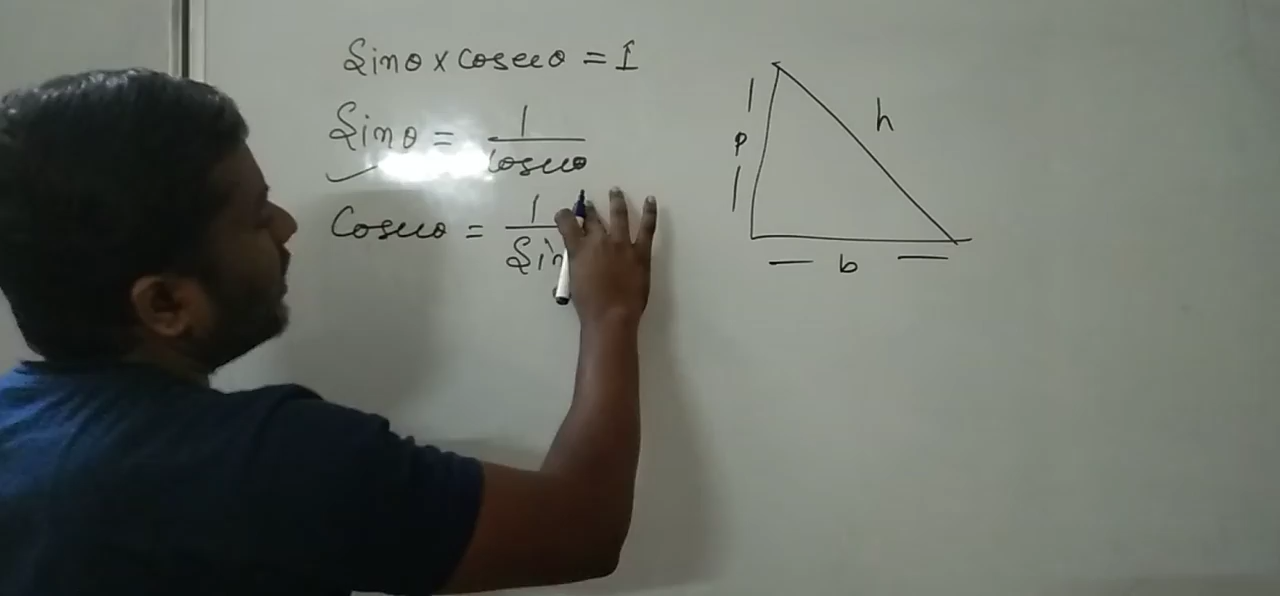 Sinθ x cosecθ = 1
Sinθ = 1/cosecθ
Cosecθ = 1/Sin
p
h
b